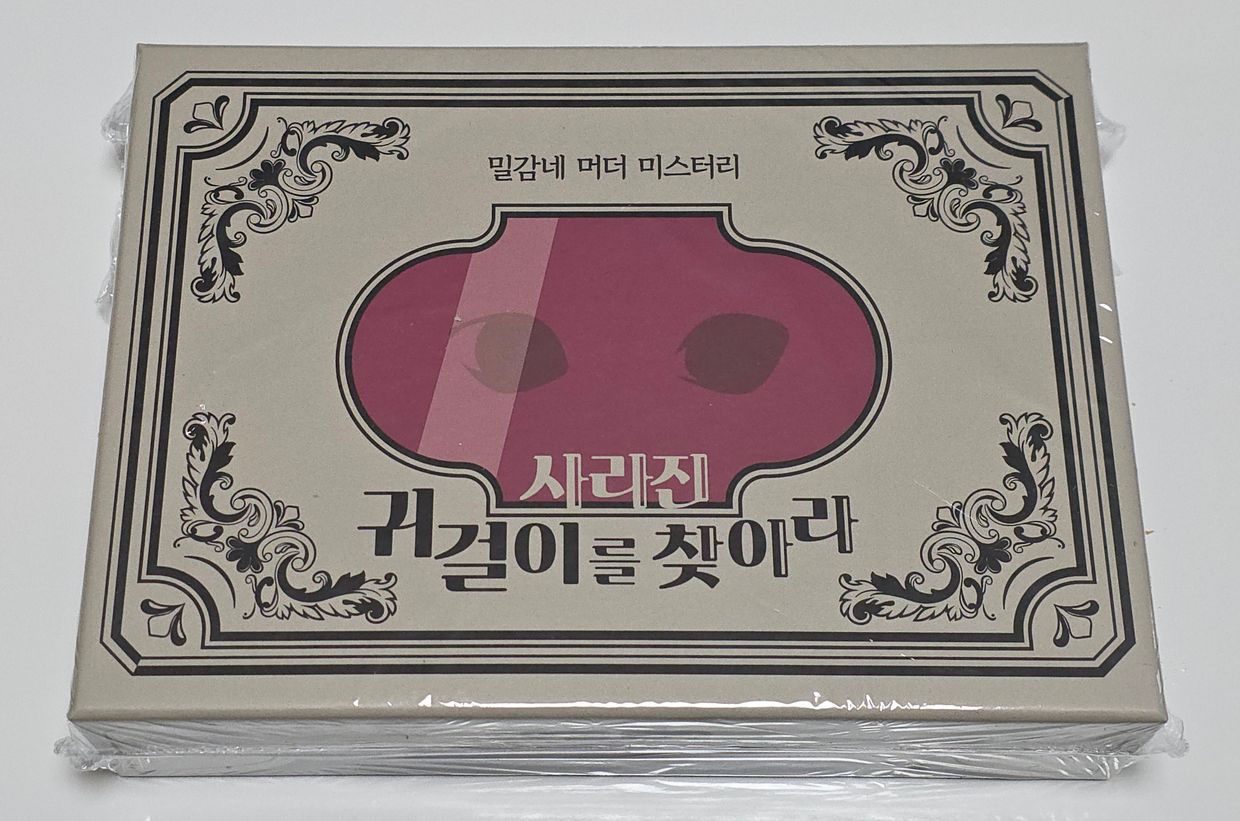 밀감네 머더 미스터리
사라진
귀걸이를 찾아라